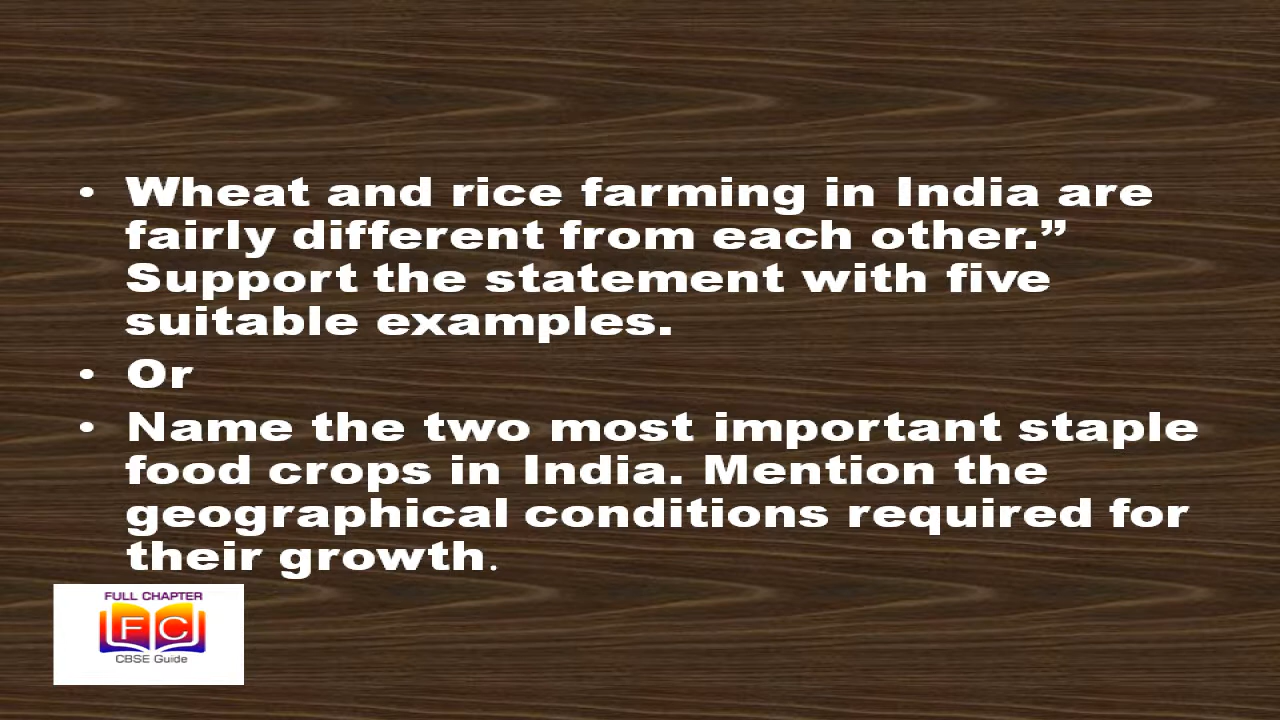 • Wheat and rice farming in India are
fairly different from each other.”
Support the statement with five
suitable examples.
• Or
• Name the two most important staple
food crops in India. Mention the
geographical conditions required for
their growth.
FULL CHAPTER
FC
CBSE Guide